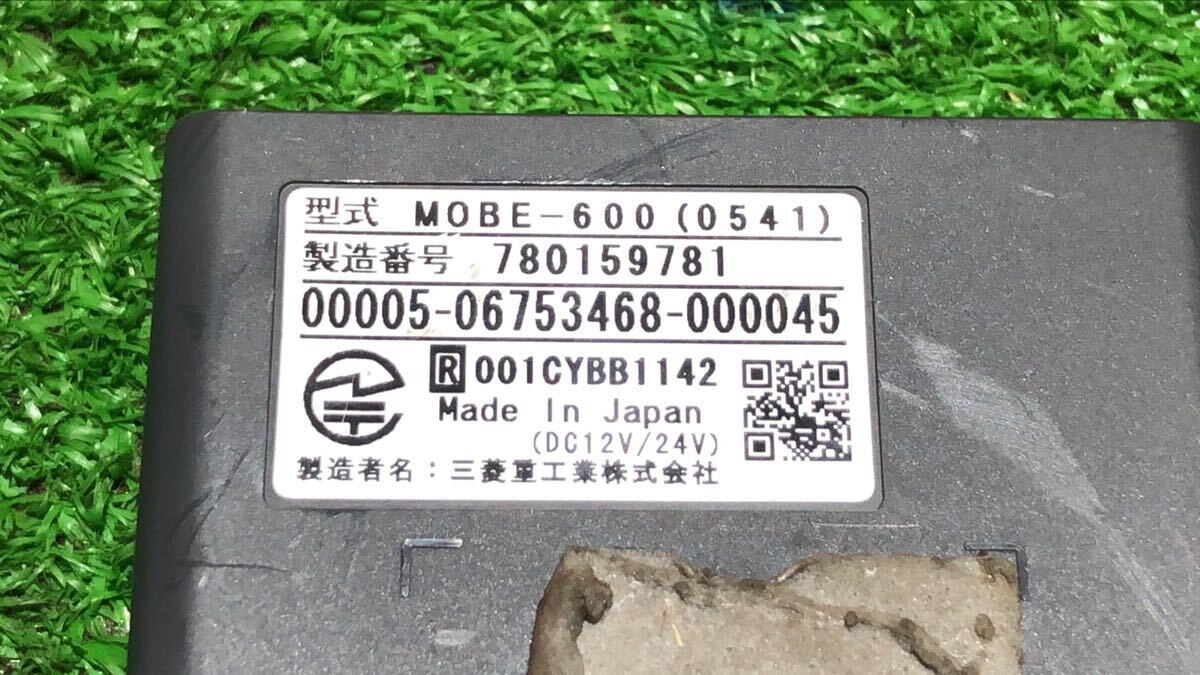 型式 MOBE-600(0541)
製造番号 780159781
00005-06753468-000045
R 001CYBB1142
Made In Japan
(DC12V/24V)
製造者名:三菱重工業株式会社